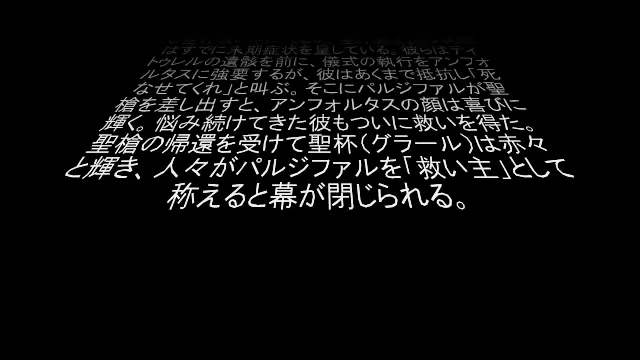 はすでに末期症状を呈している。彼らはティ
トゥレルの遺骸を前に、儀式の執行をアンフォ
ルタスに強要するが、彼はあくまで抵抗し「死
なせてくれ」と叫ぶ。そこにパルジファルが聖
槍を差し出すと、アンフォルタスの顔は喜びに
輝く。悩み続けてきた彼もついに救いを得た。
聖槍の帰還を受けて聖杯（グラール）は赤々
と輝き、人々がパルジファルを「救い主」として
称えると幕が閉じられる。